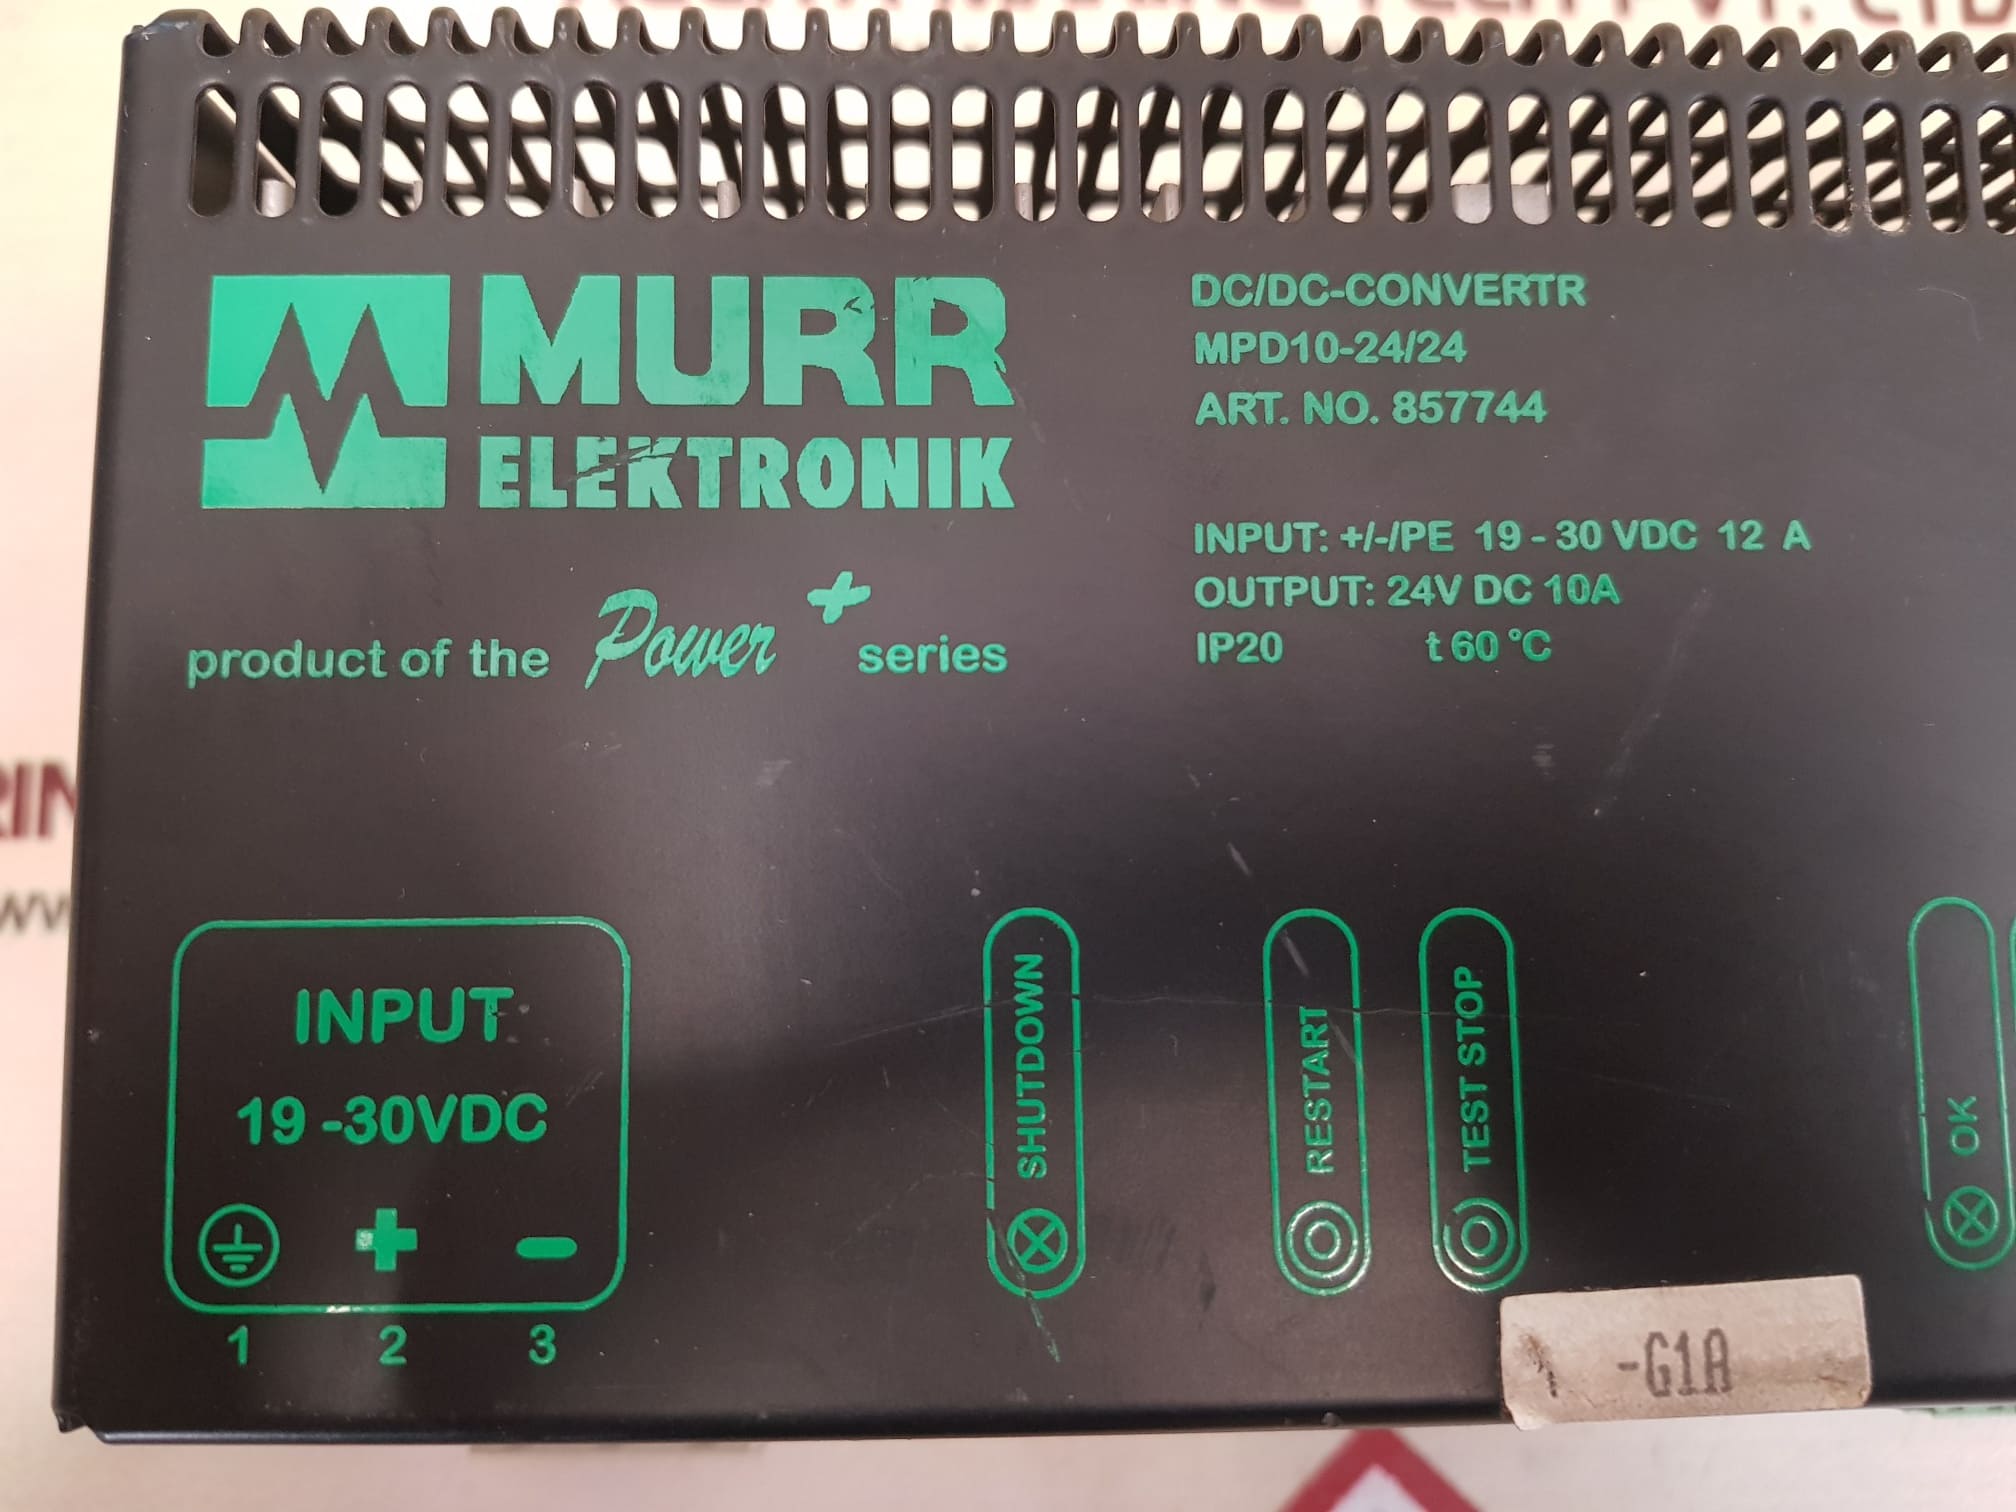 MURR
ELEKTRONIK
product of the Power+ series
DC/DC-CONVERTR
MPD10-24/24
ART. NO. 857744
INPUT: +/-/PE 19 - 30 VDC 12 A
OUTPUT: 24V DC 10A
IP20 t 60 °C
INPUT
19 -30VDC
+ -
1 2 3
SHUTDOWN
RESTART
TEST STOP
OK
-G1A